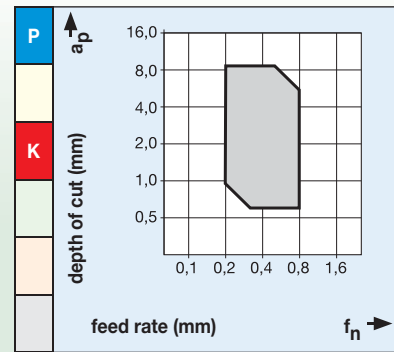 P
K
ap
depth of cut (mm)
16,0
8,0
4,0
2,0
1,0
0,5
0,1 0,2 0,4 0,8 1,6
feed rate (mm)
fn